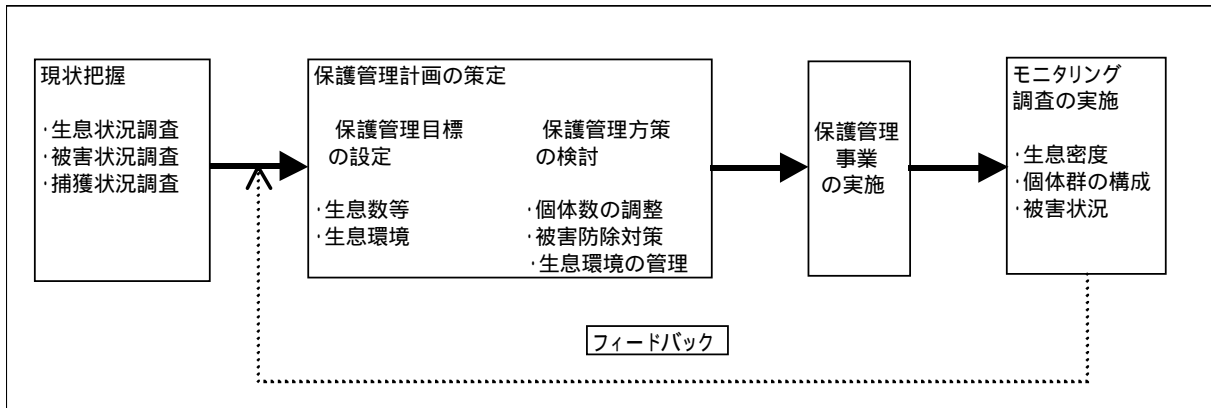 現状把握
・生息状況調査
・被害状況調査
・捕獲状況調査
保護管理計画の策定
保護管理目標
の設定
・生息数等
・生息環境
保護管理方策
の検討
・個体数の調整
・被害防除対策
・生息環境の管理
保護管理
事業
の実施
モニタリング
調査の実施
・生息密度
・個体群の構成
・被害状況
フィードバック